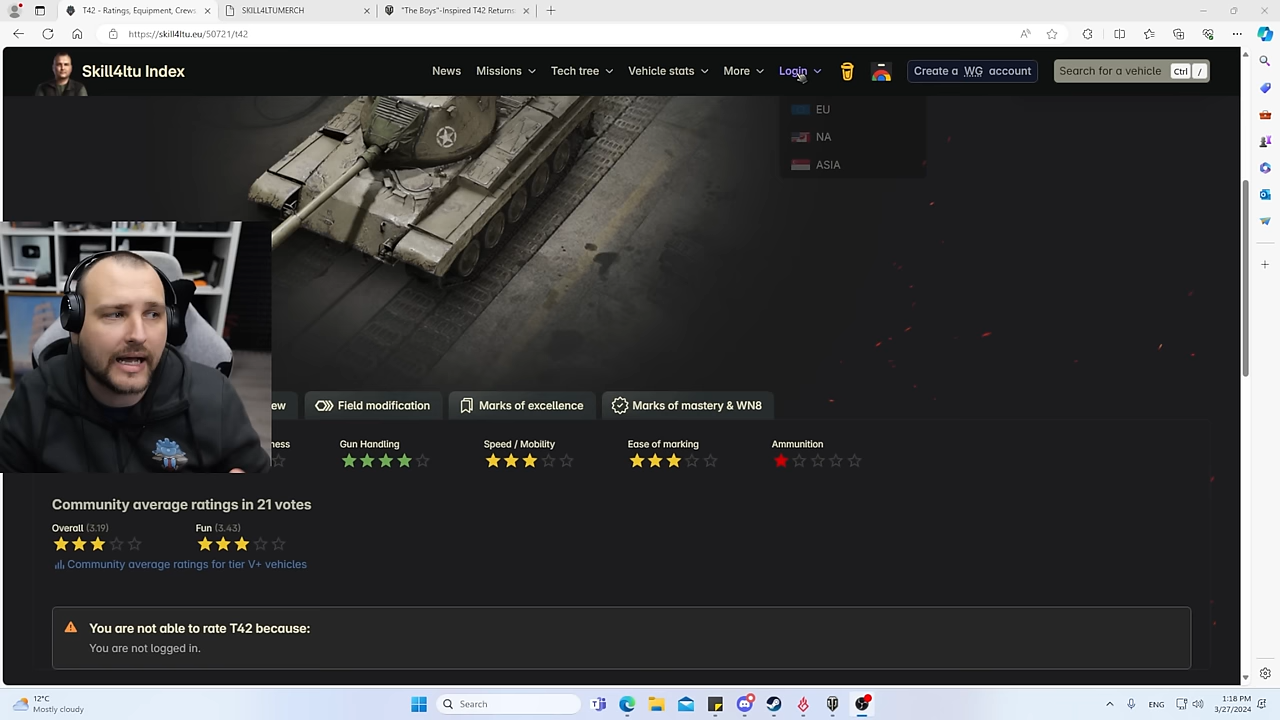 T42 - Ratings, Equipment, Crews
SKILL4LTUMERCH
"The Boys"-Inspired T42 Returns
https://skill4ltu.eu/50721/t42
Skill4ltu Index
News Missions Tech tree Vehicle stats More Login Create a WG account Search for a vehicle Ctrl /
EU
NA
ASIA
ew Field modification Marks of excellence Marks of mastery & WN8
ness Gun Handling Speed / Mobility Ease of marking Ammunition
Community average ratings in 21 votes
Overall (3.19) Fun (3.43)
Community average ratings for tier V+ vehicles
You are not able to rate T42 because:
You are not logged in.
12°C
Mostly cloudy
Search
ENG
1:18 PM
3/27/2024